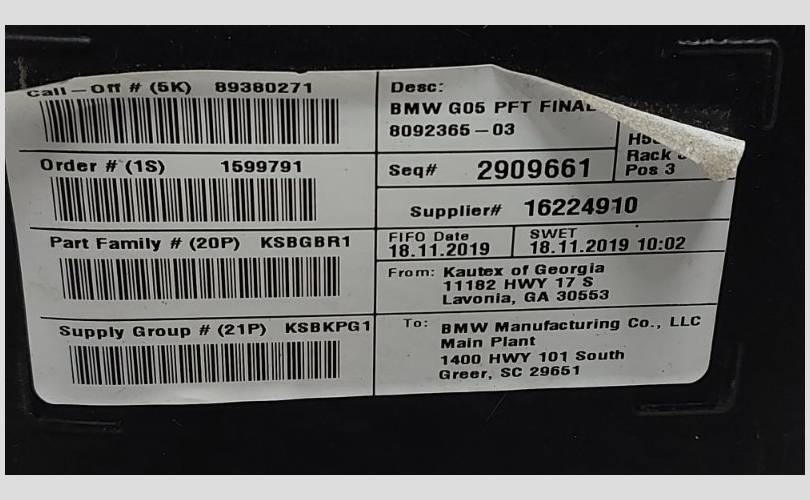 Call-Off # (5K) 89380271
Order # (1S) 1599791
Part Family # (20P) KSBGBR1
Supply Group # (21P) KSBKPG1
Desc:
BMW G05 PFT FINAL
8092365-03
Rack
Pos 3
Seq# 2909661
Supplier# 16224910
FIFO Date
18.11.2019
SWET
18.11.2019 10:02
From: Kautex of Georgia
11182 HWY 17 S
Lavonia, GA 30553
To: BMW Manufacturing Co., LLC
Main Plant
1400 HWY 101 South
Greer, SC 29651